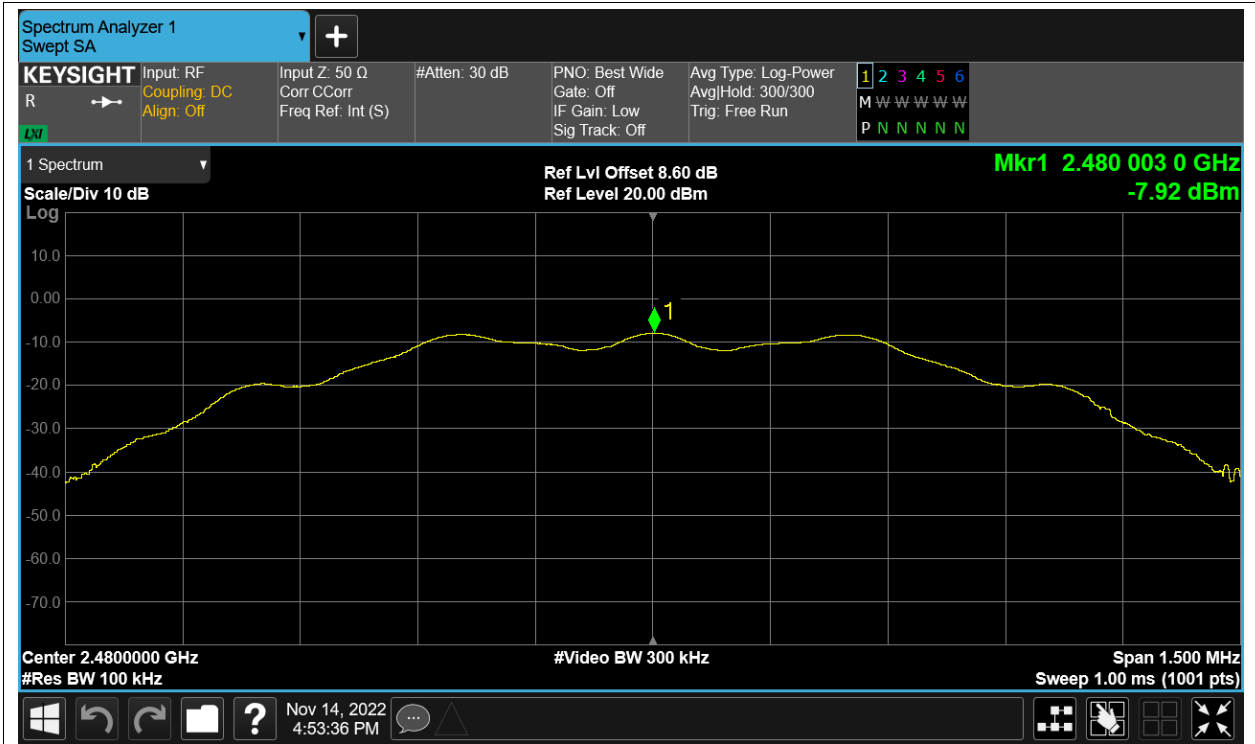 Spectrum Analyzer 1
Swept SA
KEYSIGHT
R
LXI
Input: RF
Coupling: DC
Align: Off
Input Z: 50 Ω
Corr CCorr
Freq Ref: Int (S)
#Atten: 30 dB
PNO: Best Wide
Gate: Off
IF Gain: Low
Sig Track: Off
Avg Type: Log-Power
Avg|Hold: 300/300
Trig: Free Run
1 2 3 4 5 6
M W W W W W
P N N N N N
1 Spectrum
Scale/Div 10 dB
Log
Ref Lvl Offset 8.60 dB
Ref Level 20.00 dBm
Mkr1 2.480 003 0 GHz
-7.92 dBm
10.0
0.00
-10.0
-20.0
-30.0
-40.0
-50.0
-60.0
-70.0
1
Center 2.4800000 GHz
#Res BW 100 kHz
#Video BW 300 kHz
Span 1.500 MHz
Sweep 1.00 ms (1001 pts)
?
Nov 14, 2022
4:53:36 PM